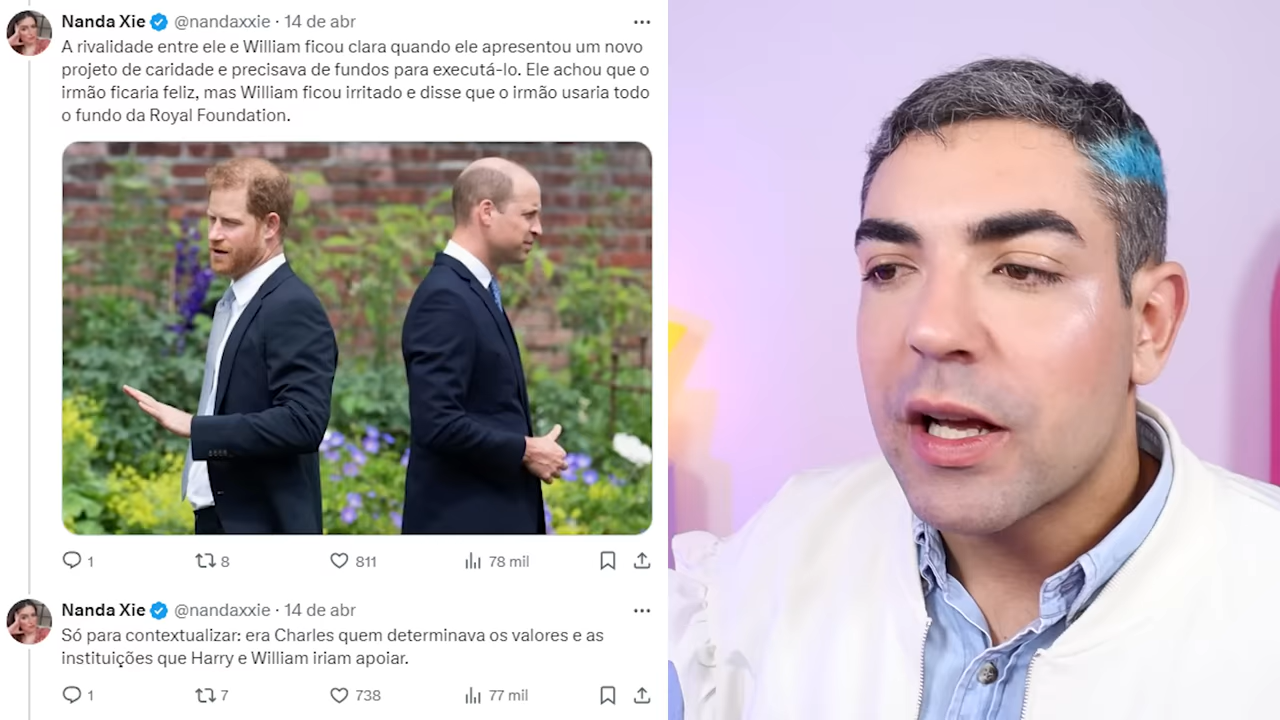 Nanda Xie @nandaxxie · 14 de abr
A rivalidade entre ele e William ficou clara quando ele apresentou um novo
projeto de caridade e precisava de fundos para executá-lo. Ele achou que o
irmão ficaria feliz, mas William ficou irritado e disse que o irmão usaria todo
o fundo da Royal Foundation.
1 8 811 78 mil
Nanda Xie @nandaxxie · 14 de abr
Só para contextualizar: era Charles quem determinava os valores e as
instituições que Harry e William iriam apoiar.
1 7 738 77 mil